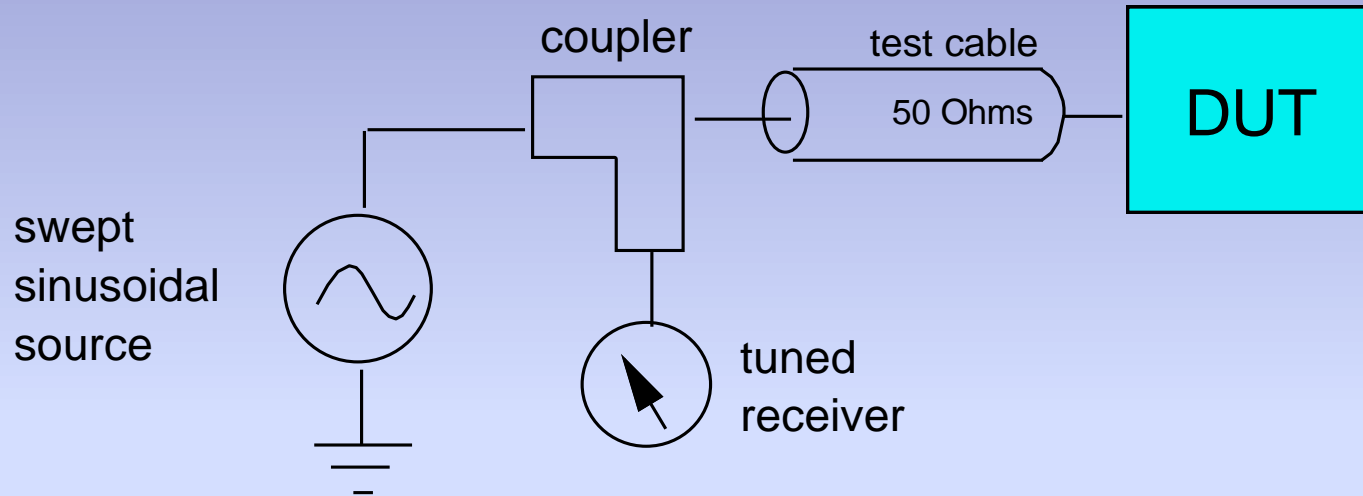 coupler
test cable
50 Ohms
DUT
swept
sinusoidal
source
tuned
receiver